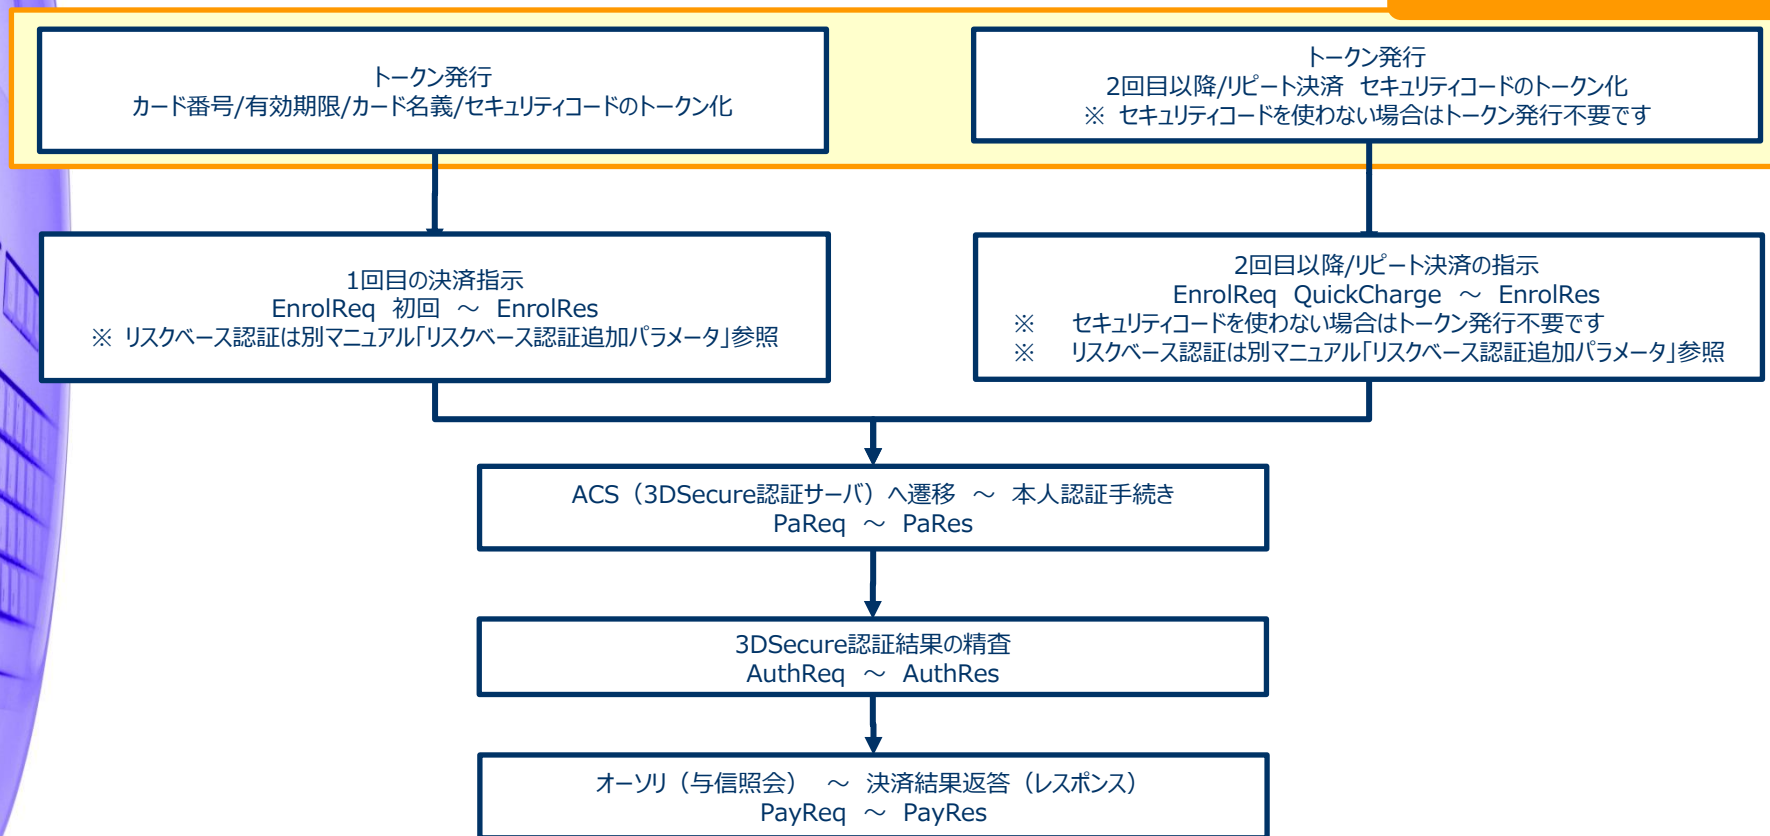 トークン発行
カード番号/有効期限/カード名義/セキュリティコードのトークン化
トークン発行
2回目以降/リピート決済 セキュリティコードのトークン化
※ セキュリティコードを使わない場合はトークン発行不要です
1回目の決済指示
EnrolReq 初回 ～ EnrolRes
※ リスクベース認証は別マニュアル「リスクベース認証追加パラメータ」参照
2回目以降/リピート決済の指示
EnrolReq QuickCharge ～ EnrolRes
※ セキュリティコードを使わない場合はトークン発行不要です
※ リスクベース認証は別マニュアル「リスクベース認証追加パラメータ」参照
ACS（3DSecure認証サーバ）へ遷移 ～ 本人認証手続き
PaReq ～ PaRes
3DSecure認証結果の精査
AuthReq ～ AuthRes
オーソリ（与信照会） ～ 決済結果返答（レスポンス）
PayReq ～ PayRes